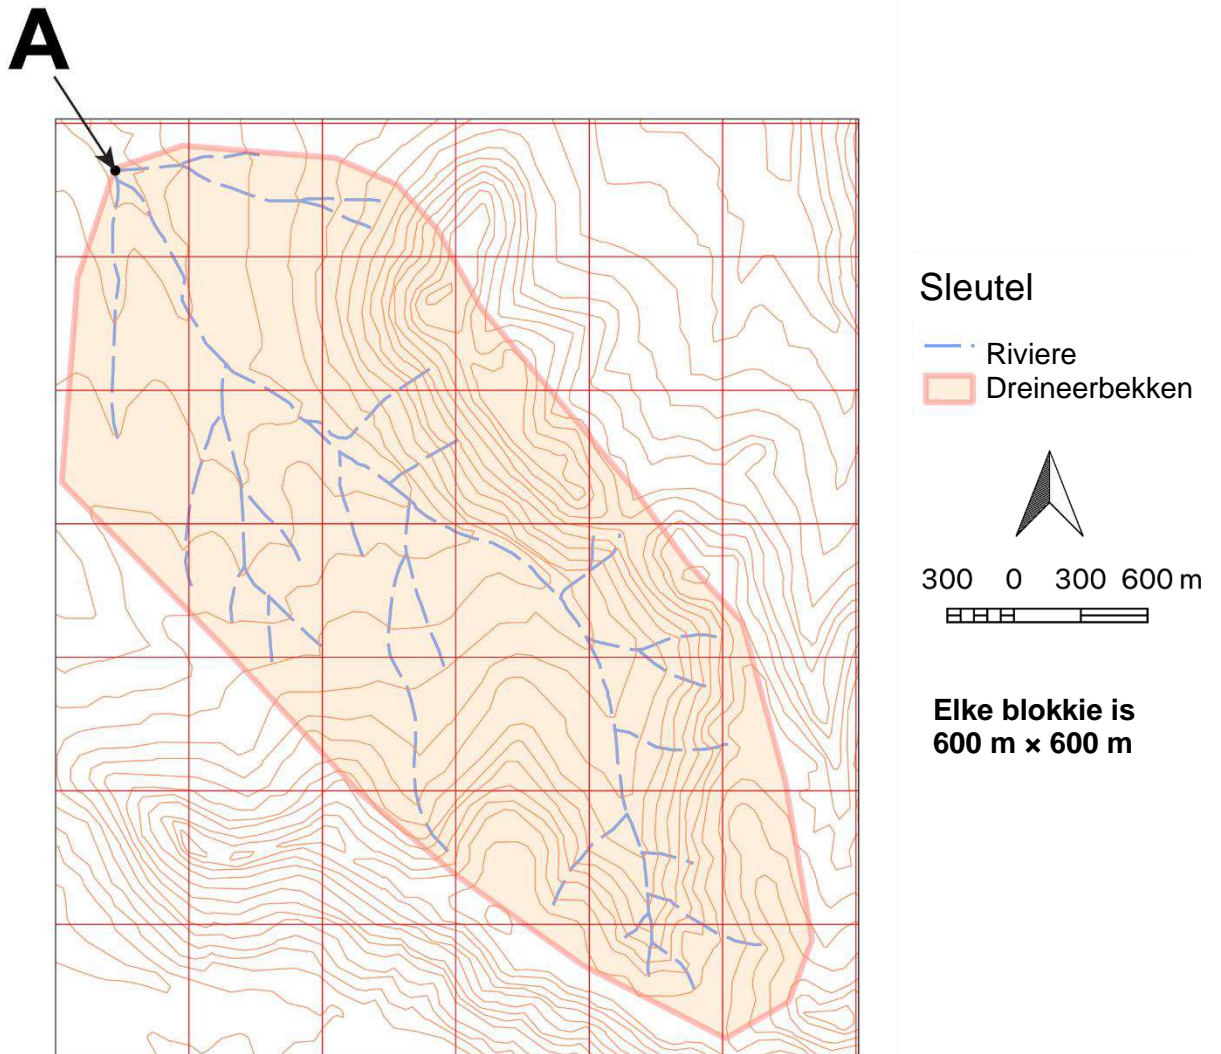 A
Sleutel
Riviere
Dreineerbekken
300 0 300 600 m
Elke blokkie is
600 m × 600 m